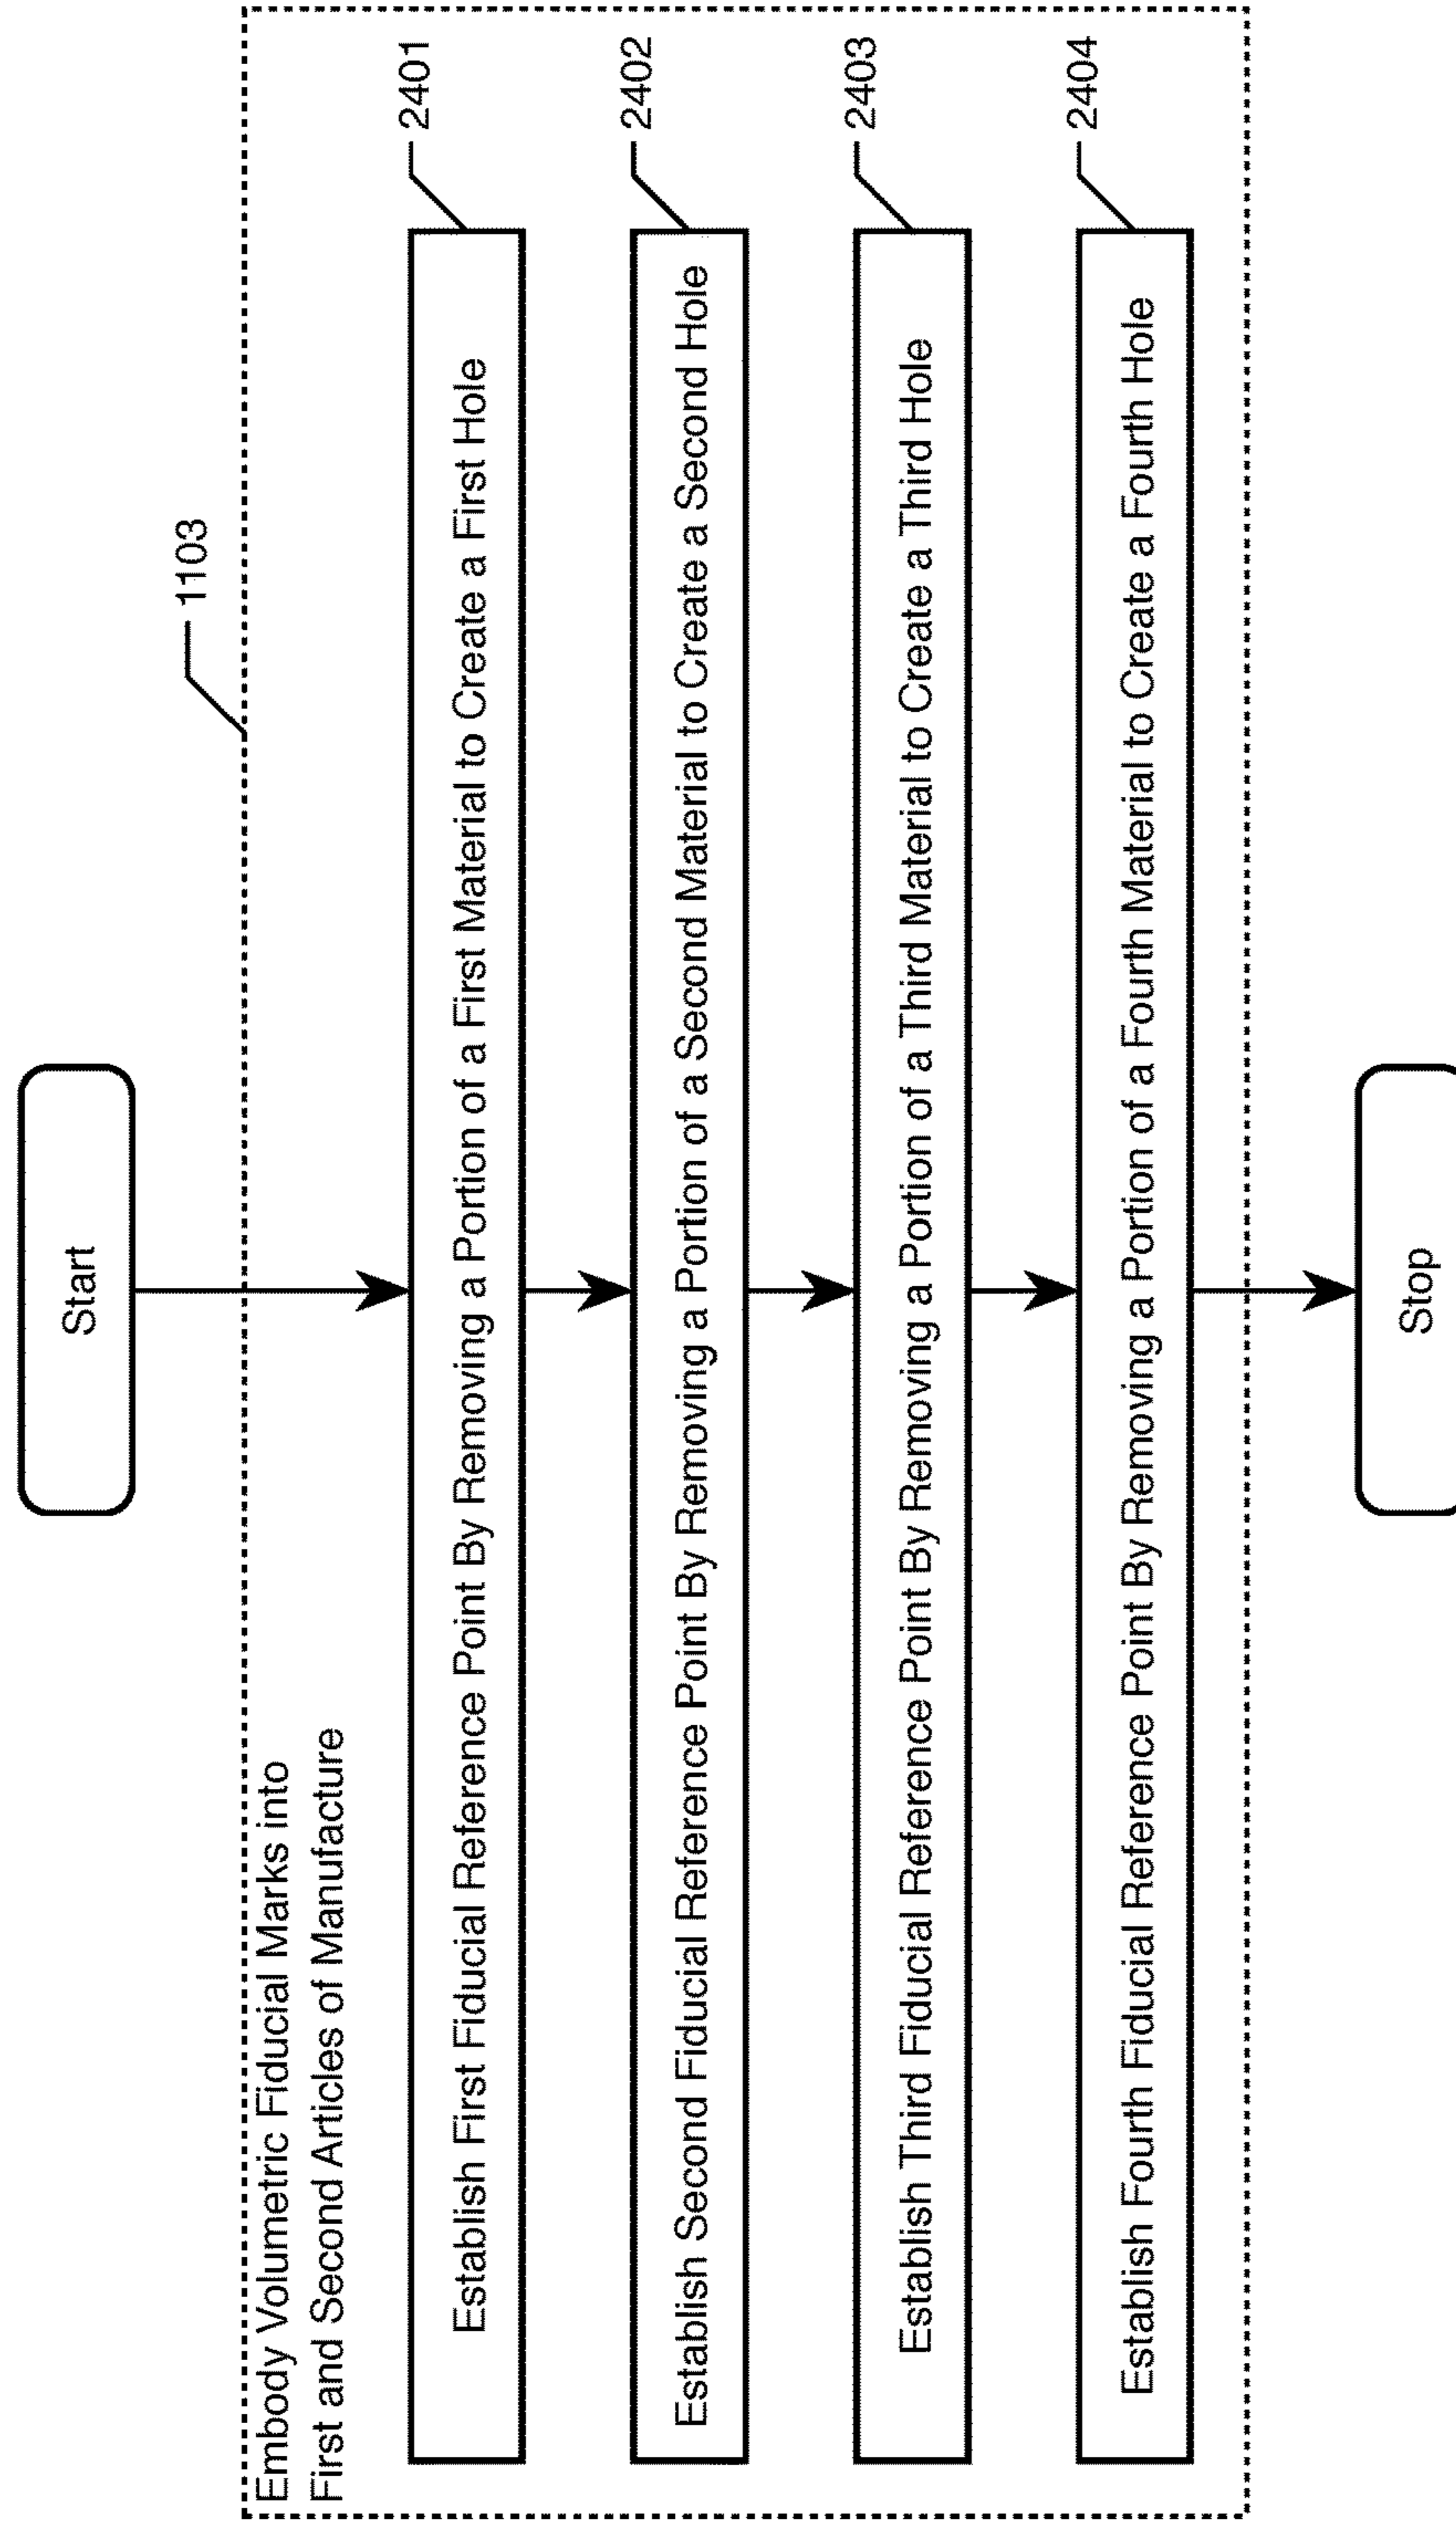 Start
1103
Embody Volumetric Fiducial Marks into
First and Second Articles of Manufacture
2401
Establish First Fiducial Reference Point By Removing a Portion of a First Material to Create a First Hole
2402
Establish Second Fiducial Reference Point By Removing a Portion of a Second Material to Create a Second Hole
2403
Establish Third Fiducial Reference Point By Removing a Portion of a Third Material to Create a Third Hole
2404
Establish Fourth Fiducial Reference Point By Removing a Portion of a Fourth Material to Create a Fourth Hole
Stop